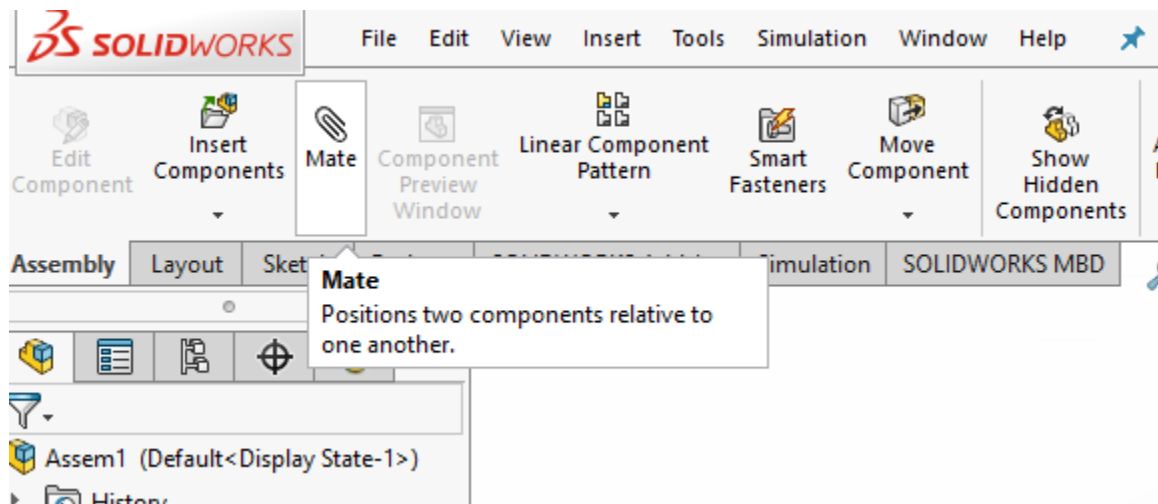 SOLIDWORKS
File Edit View Insert Tools Simulation Window Help
Edit
Component
Insert
Components
Mate
Component
Preview
Window
Linear Component
Pattern
Smart
Fasteners
Move
Component
Show
Hidden
Components
Assembly Layout Simulation SOLIDWORKS MBD
Mate
Positions two components relative to
one another.
Assem1 (Default<Display State-1>)
History